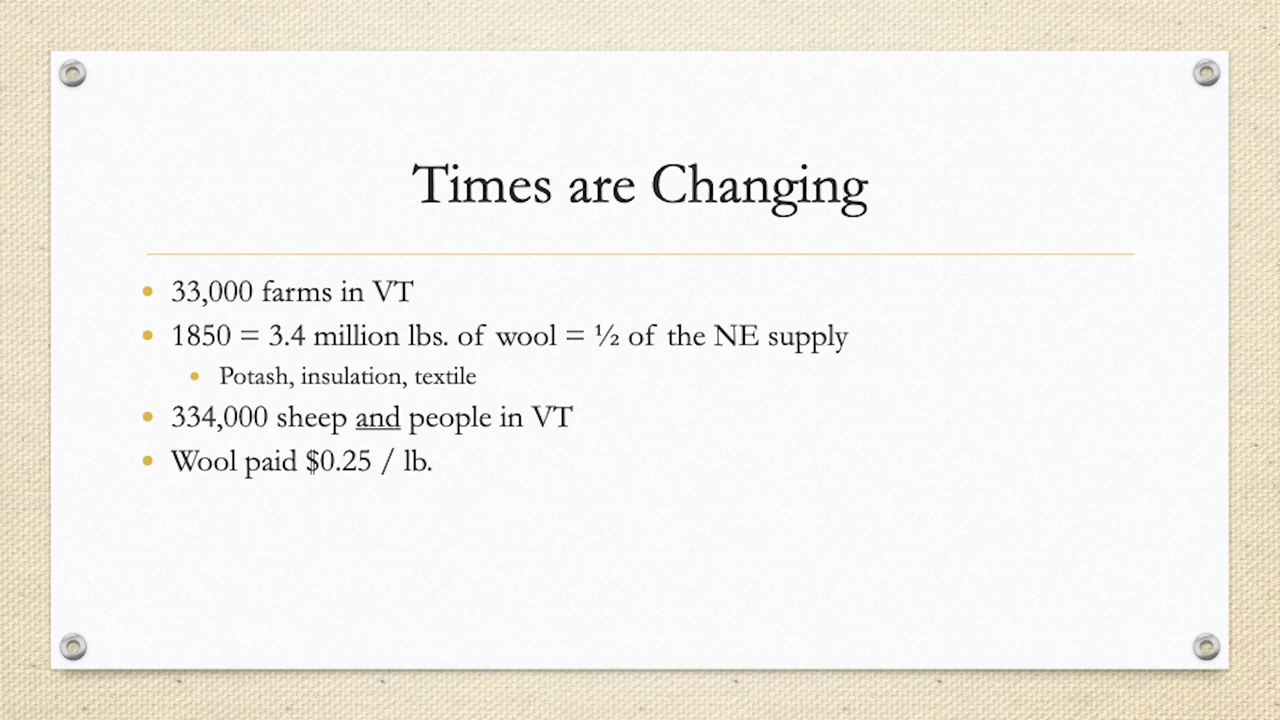 Times are Changing
33,000 farms in VT
1850 = 3.4 million lbs. of wool = ½ of the NE supply
Potash, insulation, textile
334,000 sheep and people in VT
Wool paid $0.25 / lb.